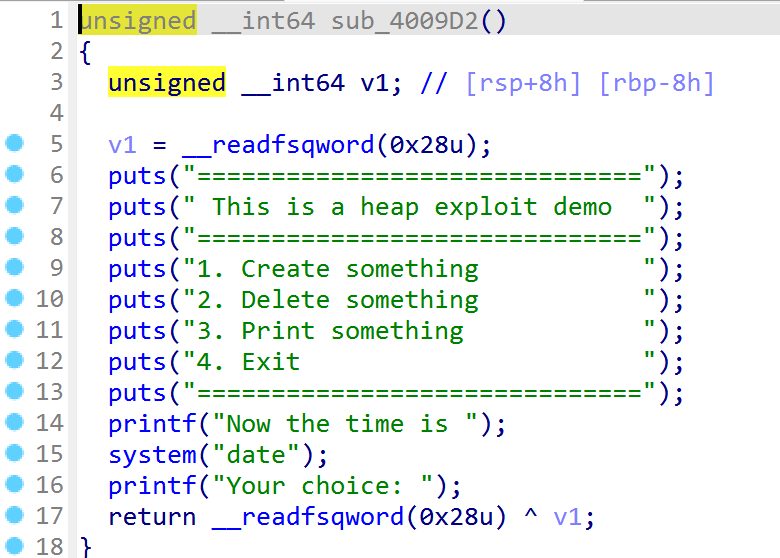 1 unsigned __int64 sub_4009D2()
2 {
3 unsigned __int64 v1; // [rsp+8h] [rbp-8h]
4
5 v1 = __readfsqword(0x28u);
6 puts("==============================");
7 puts(" This is a heap exploit demo  ");
8 puts("==============================");
9 puts("1. Create something           ");
10 puts("2. Delete something           ");
11 puts("3. Print something            ");
12 puts("4. Exit                       ");
13 puts("==============================");
14 printf("Now the time is ");
15 system("date");
16 printf("Your choice: ");
17 return __readfsqword(0x28u) ^ v1;
18 }